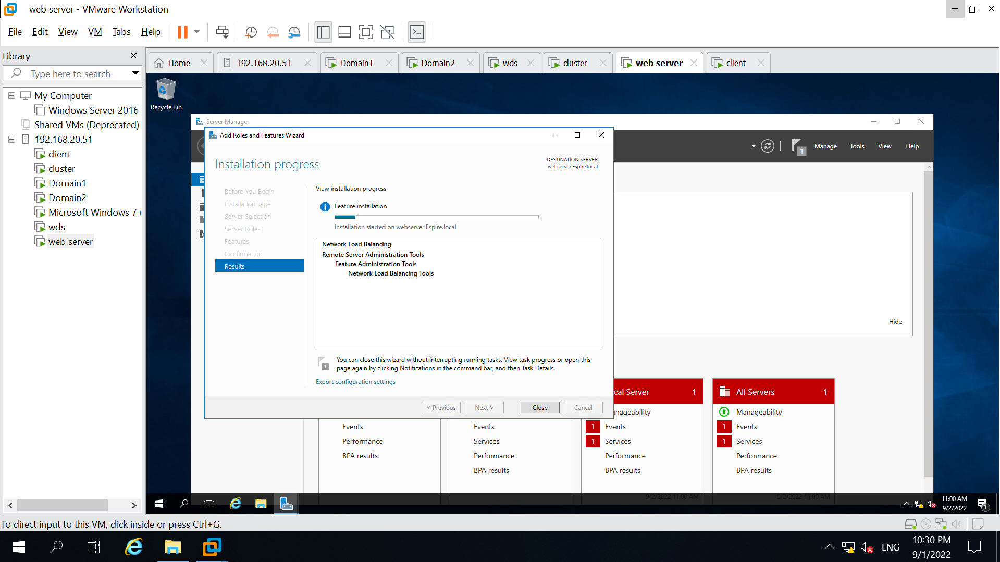 web server - VMware Workstation
File Edit View VM Tabs Help
Library
Type here to search
My Computer
Windows Server 2016
Shared VMs (Deprecated)
192.168.20.51
client
cluster
Domain1
Domain2
Microsoft Windows 7 (
wds
web server
Home
192.168.20.51
Domain1
Domain2
wds
cluster
web server
client
Recycle Bin
Server Manager
1
Manage Tools View Help
Add Roles and Features Wizard
Installation progress
DESTINATION SERVER
webserver.Espire.local
Before You Begin
Installation Type
Server Selection
Server Roles
Features
Confirmation
Results
View installation progress
Feature installation
Installation started on webserver.Espire.local
Network Load Balancing
Remote Server Administration Tools
Feature Administration Tools
Network Load Balancing Tools
1
You can close this wizard without interrupting running tasks. View task progress or open this
page again by clicking Notifications in the command bar, and then Task Details.
Export configuration settings
< Previous Next > Close Cancel
Hide
Events
Performance
BPA results
Events
Services
Performance
BPA results
cal Server 1
anageability
1 Events
1 Services
Performance
BPA results
9/2/2022 11:00 AM
All Servers 1
Manageability
1 Events
1 Services
Performance
BPA results
9/2/2022 11:00 AM
11:00 AM
9/2/2022
1
To direct input to this VM, click inside or press Ctrl+G.
ENG
10:30 PM
9/1/2022